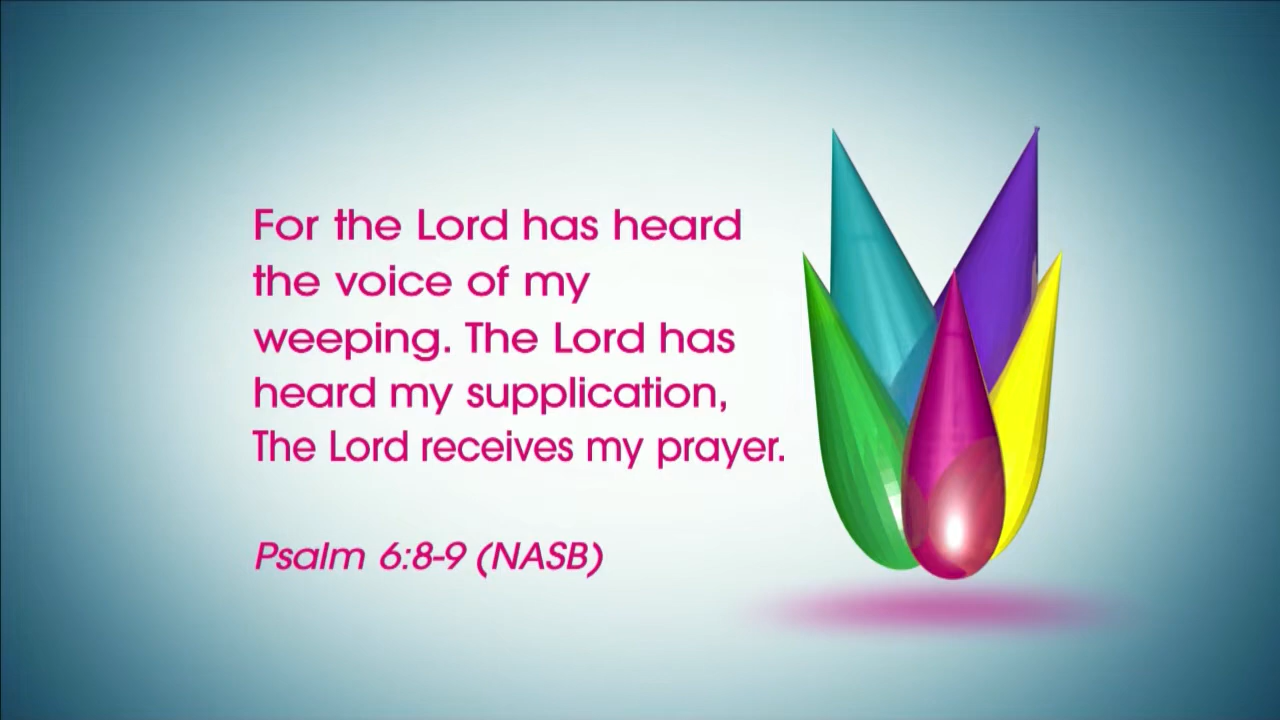 For the Lord has heard
the voice of my
weeping. The Lord has
heard my supplication,
The Lord receives my prayer.
Psalm 6:8-9 (NASB)